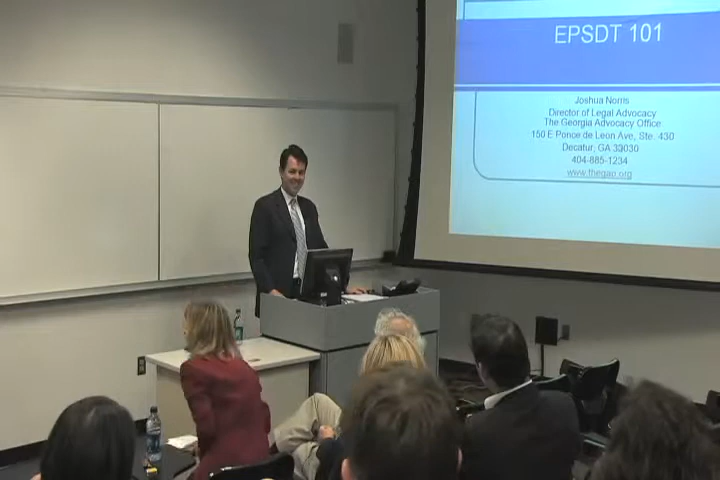 EPSDT 101
Joshua Norris
Director of Legal Advocacy
The Georgia Advocacy Office
150 E Ponce de Leon Ave, Ste. 430
Decatur, GA 30030
404-885-1234
www.thegao.org